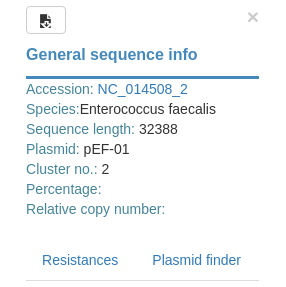 ×
General sequence info
Accession: NC_014508_2
Species:Enterococcus faecalis
Sequence length: 32388
Plasmid: pEF-01
Cluster no.: 2
Percentage:
Relative copy number:
Resistances Plasmid finder